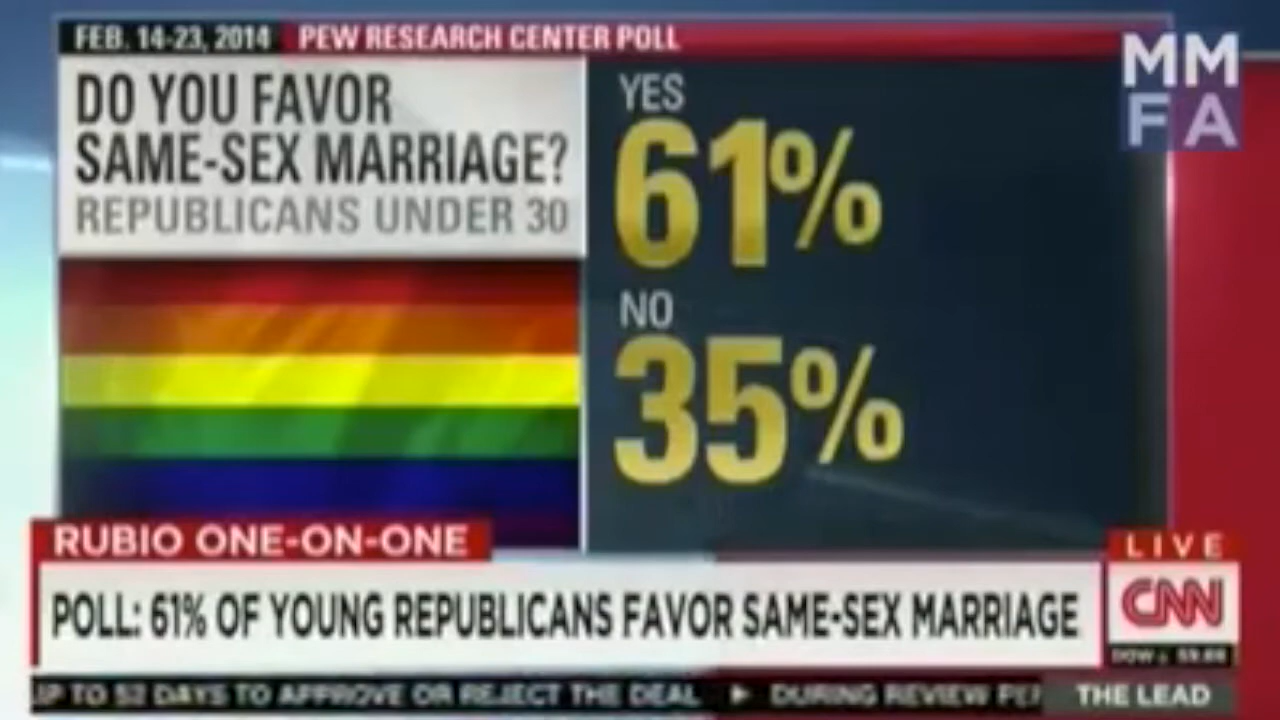 FEB. 14-23, 2014 PEW RESEARCH CENTER POLL
MM
FA
DO YOU FAVOR
SAME-SEX MARRIAGE?
REPUBLICANS UNDER 30
YES
61%
NO
35%
RUBIO ONE-ON-ONE
LIVE
POLL: 61% OF YOUNG REPUBLICANS FAVOR SAME-SEX MARRIAGE
CNN
DOW
UP TO 52 DAYS TO APPROVE OR REJECT THE DEAL ▶ DURING REVIEW
THE LEAD